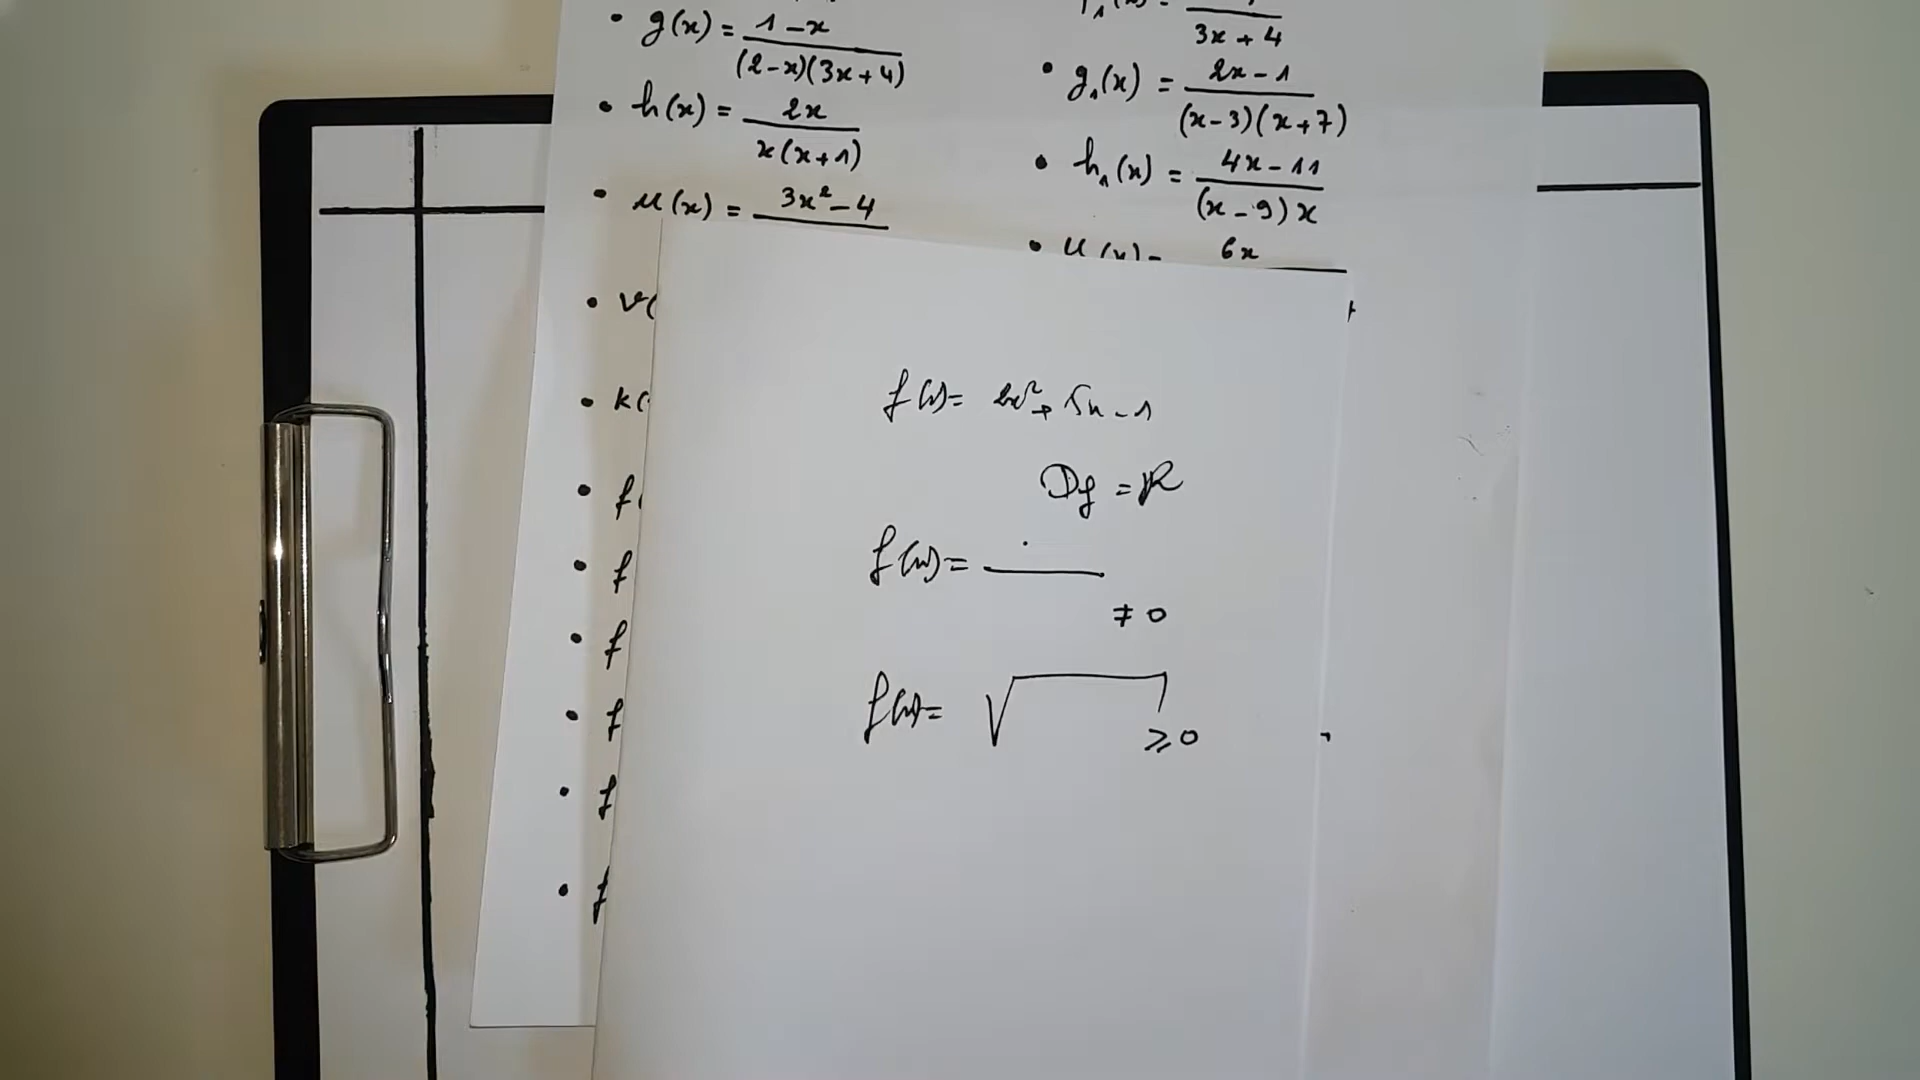 • g(x) = (1-x)/((2-x)(3x+4))
• h(x) = 2x/(x(x+1))
• u(x) = 3x²-4
• v(
• k(
• f(
• f
• f
• f
• f
• f
3x+4
• g₁(x) = (2x-1)/((x-3)(x+7))
• h₁(x) = (4x-11)/((x-9)x)
• u(x) = 6x
f(x) = 2x²+5x-1
Df = ℝ
f(x) = ———
≠ 0
f(x) = √
≥ 0